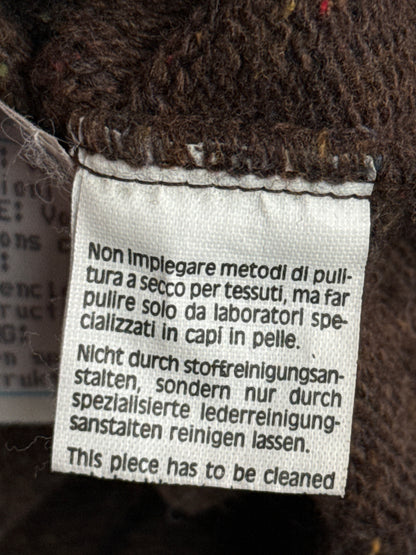 Non impiegare metodi di puli-
tura a secco per tessuti, ma far
pulire solo da laboratori spe-
cializzati in capi in pelle.
Nicht durch stoffreinigungsan-
stalten, sondern nur durch
spezialisierte lederreinigung-
sanstalten reinigen lassen.
This piece has to be cleaned